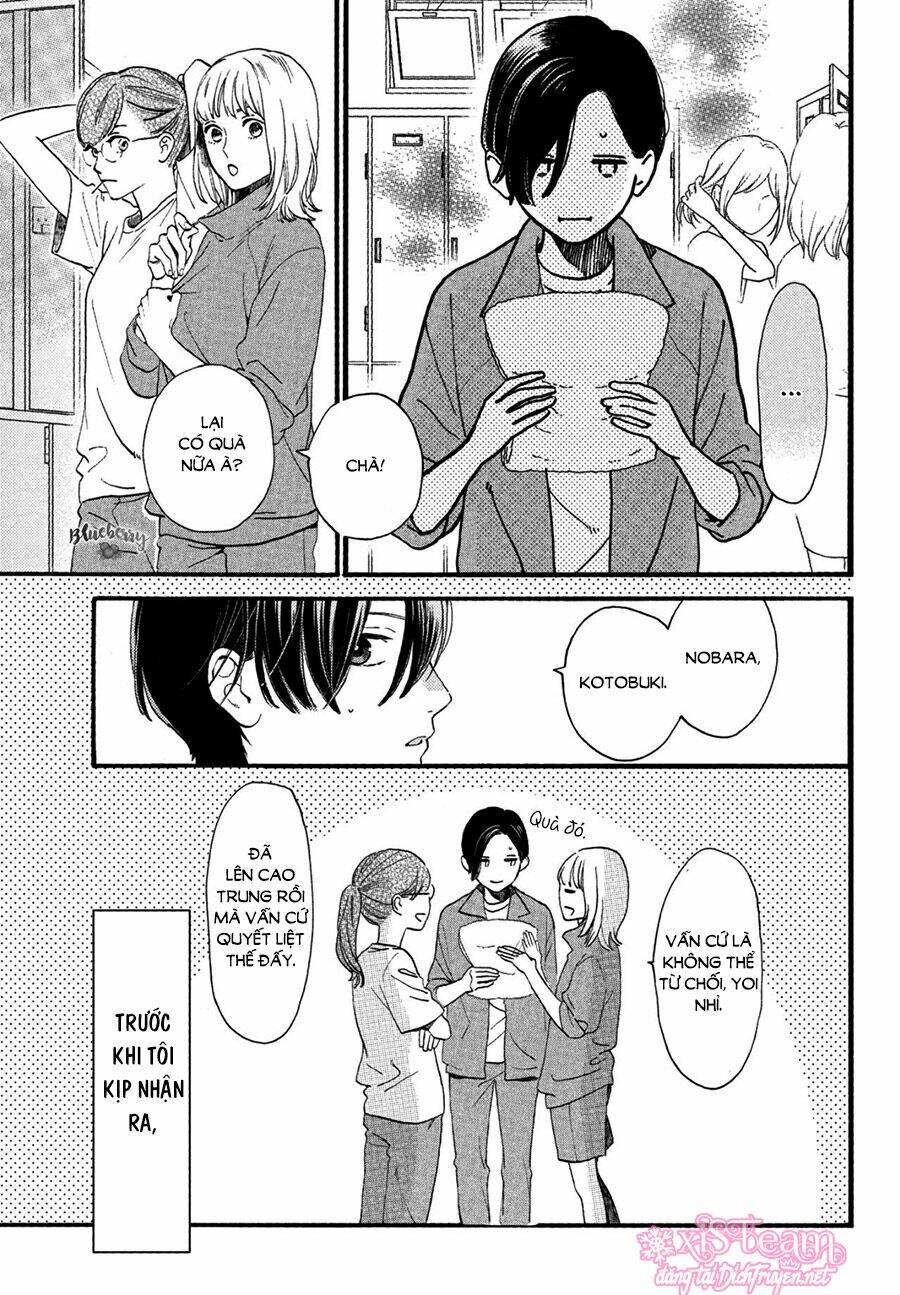 ...
CHÀ!
LẠI
CÓ QUÀ
NỮA À?
Blueberry
NOBARA,
KOTOBUKI.
Quà đó.
VẪN CỨ LÀ
KHÔNG THỂ
TỪ CHỐI, YOI
NHỈ.
ĐÃ
LÊN CAO
TRUNG RỒI
MÀ VẪN CỨ
QUYẾT LIỆT
THẾ ĐẤY.
TRƯỚC
KHI TÔI
KỊP NHẬN
RA,
xisteam
đăng tại DichTruyen.net